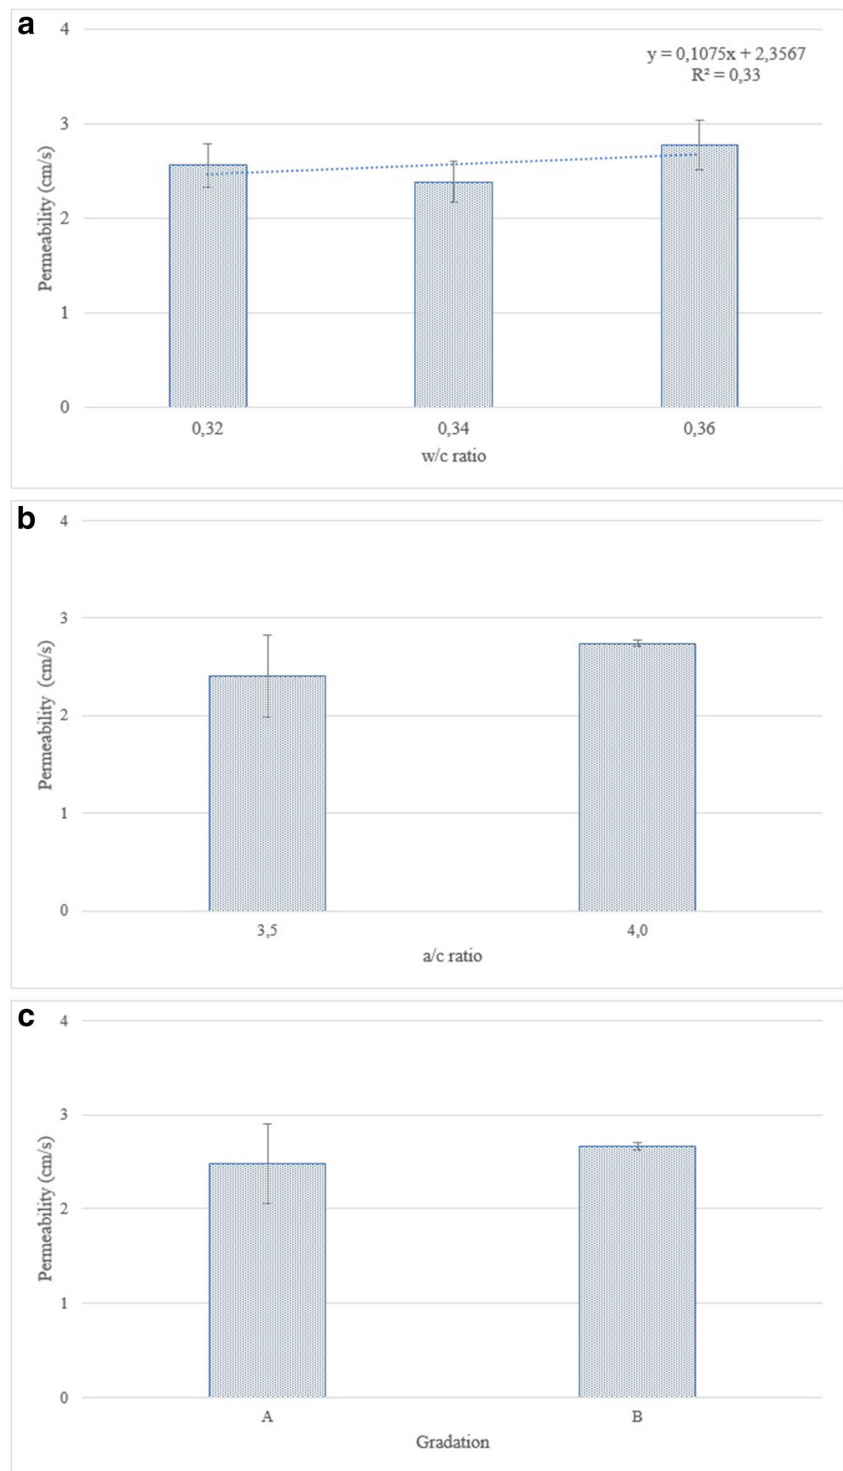 a
4
y = 0,1075x + 2,3567
R² = 0,33
3
2
1
0
Permeability (cm/s)
0,32 0,34 0,36
w/c ratio
b
4
3
2
1
0
Permeability (cm/s)
3,5 4,0
a/c ratio
c
4
3
2
1
0
Permeability (cm/s)
A B
Gradation